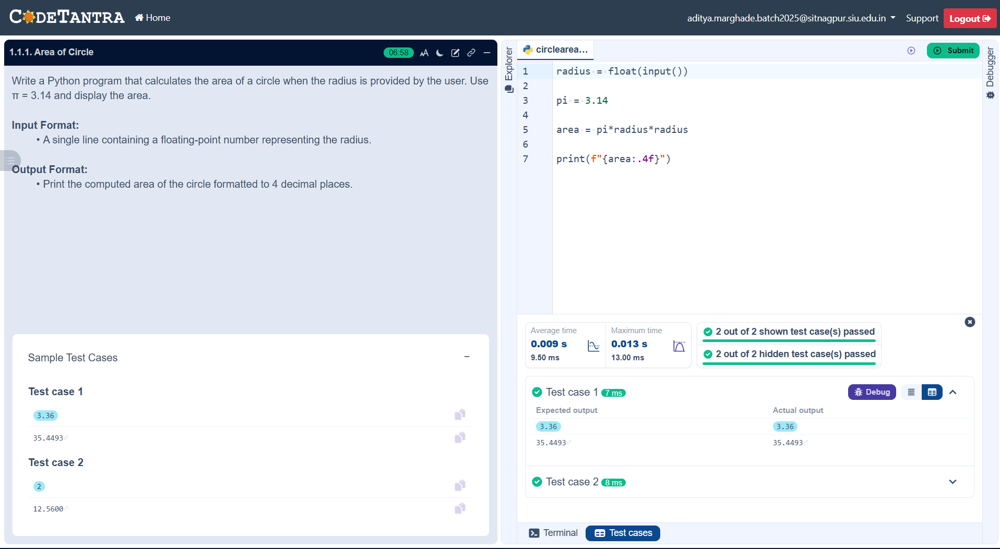 CODETANTRA
Home
aditya.marghade.batch2025@sitnagpur.siu.edu.in
Support
Logout
1.1.1. Area of Circle
06:58
AA
Write a Python program that calculates the area of a circle when the radius is provided by the user. Use
π = 3.14 and display the area.
Input Format:
• A single line containing a floating-point number representing the radius.
Output Format:
• Print the computed area of the circle formatted to 4 decimal places.
Sample Test Cases
Test case 1
3.36
35.4493
Test case 2
2
12.5600
Explorer
circlearea...
Submit
Debugger
1 radius = float(input())
2
3 pi = 3.14
4
5 area = pi*radius*radius
6
7 print(f"{area:.4f}")
Average time
0.009 s
9.50 ms
Maximum time
0.013 s
13.00 ms
2 out of 2 shown test case(s) passed
2 out of 2 hidden test case(s) passed
Test case 1 7 ms
Debug
Expected output
Actual output
3.36
3.36
35.4493
35.4493
Test case 2 8 ms
Terminal
Test cases